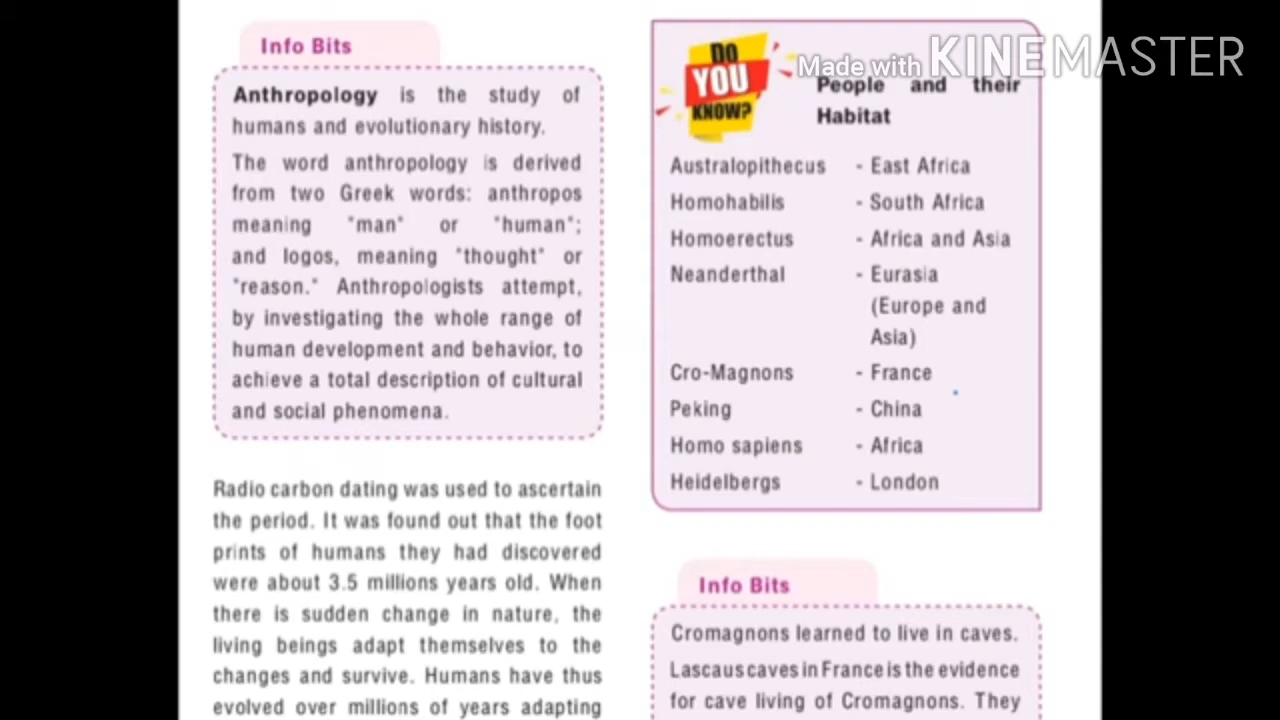 Info Bits
Anthropology is the study of
humans and evolutionary history.
The word anthropology is derived
from two Greek words: anthropos
meaning "man" or "human";
and logos, meaning "thought" or
"reason." Anthropologists attempt,
by investigating the whole range of
human development and behavior, to
achieve a total description of cultural
and social phenomena.
Radio carbon dating was used to ascertain
the period. It was found out that the foot
prints of humans they had discovered
were about 3.5 millions years old. When
there is sudden change in nature, the
living beings adapt themselves to the
changes and survive. Humans have thus
evolved over millions of years adapting
DO
YOU
KNOW?
Made with KINEMASTER
People and their
Habitat
Australopithecus - East Africa
Homohabilis - South Africa
Homoerectus - Africa and Asia
Neanderthal - Eurasia
(Europe and
Asia)
Cro-Magnons - France
Peking - China
Homo sapiens - Africa
Heidelbergs - London
Info Bits
Cromagnons learned to live in caves.
Lascaus caves in France is the evidence
for cave living of Cromagnons. They